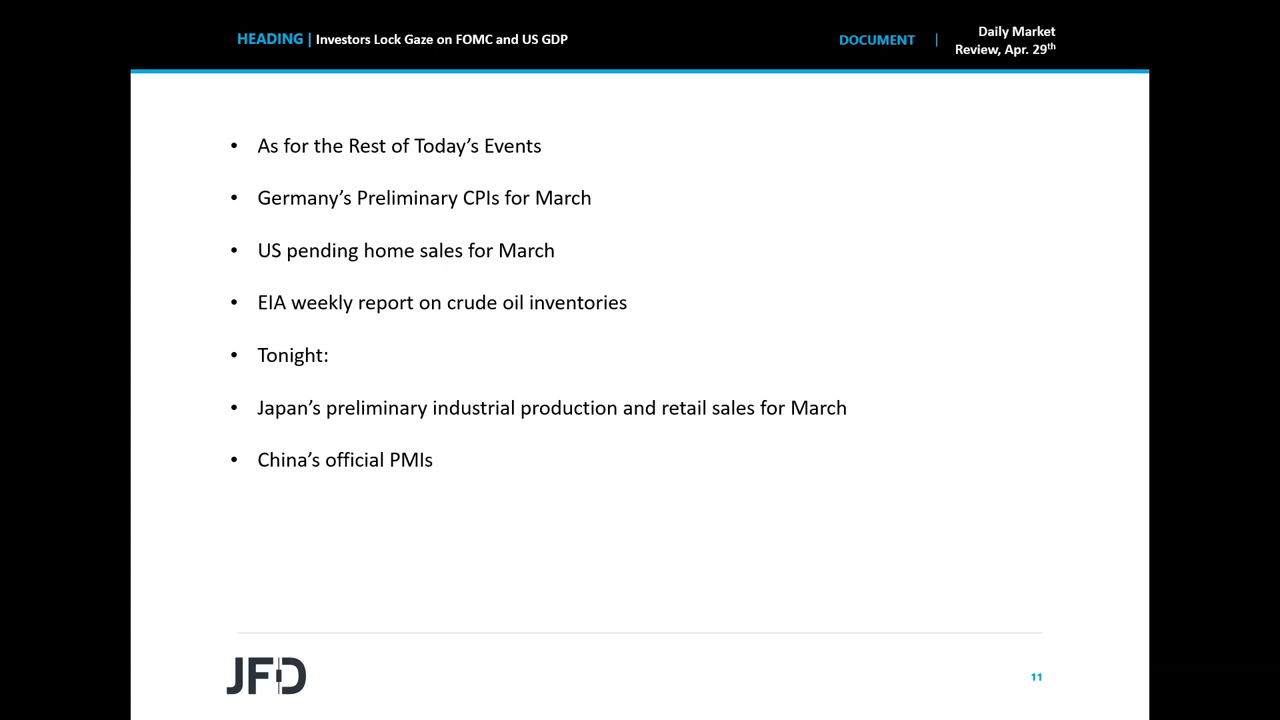 HEADING | Investors Lock Gaze on FOMC and US GDP
DOCUMENT | Daily Market
Review, Apr. 29th
• As for the Rest of Today’s Events
• Germany’s Preliminary CPIs for March
• US pending home sales for March
• EIA weekly report on crude oil inventories
• Tonight:
• Japan’s preliminary industrial production and retail sales for March
• China’s official PMIs
JFD
11